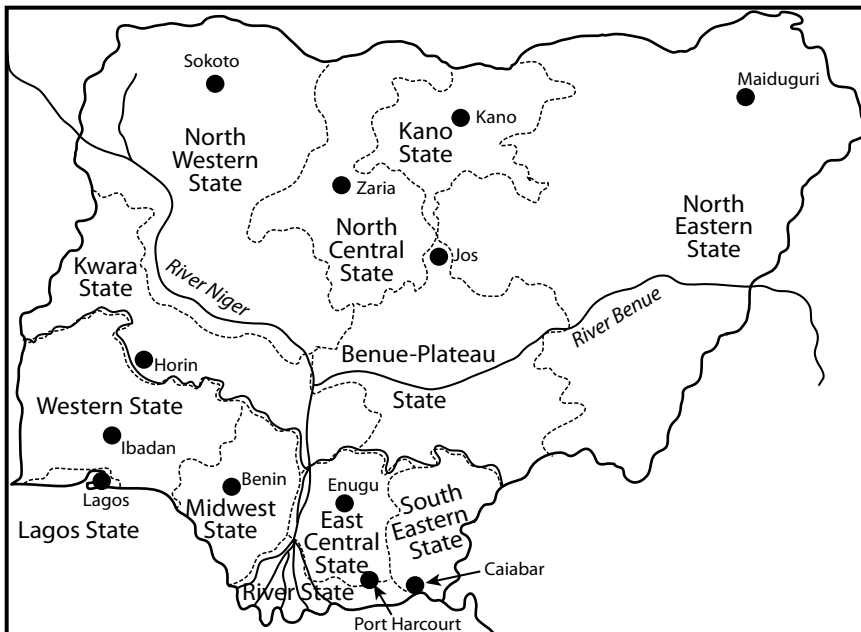 Sokoto
Maiduguri
Kano
North
Western
State
Kano
State
Zaria
North
Eastern
State
North
Central
State
Jos
Kwara
State
River Niger
River Benue
Benue-Plateau
State
Horin
Western State
Ibadan
Lagos
Lagos State
Benin
Midwest
State
Enugu
East
Central
State
South
Eastern
State
Caiabar
River State
Port Harcourt